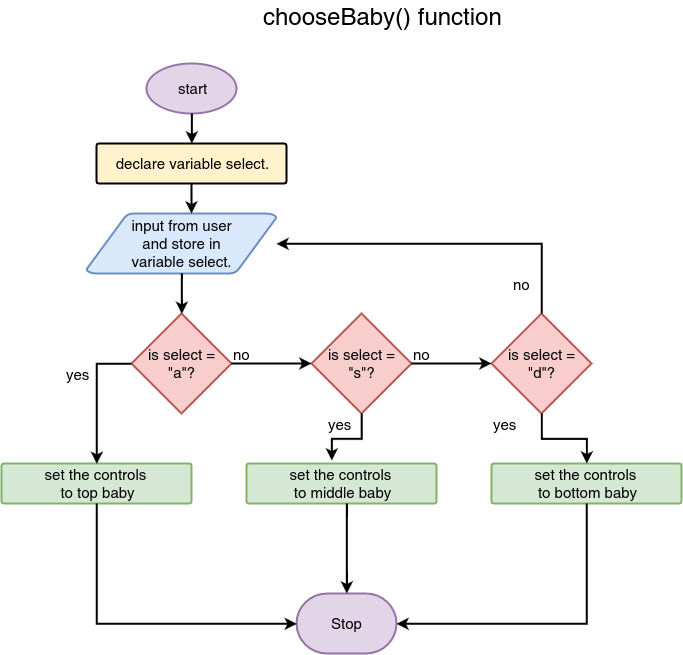 chooseBaby() function
start
declare variable select.
input from user
and store in
variable select.
is select =
"a"?
no
is select =
"s"?
no
is select =
"d"?
no
yes
yes
yes
set the controls
to top baby
set the controls
to middle baby
set the controls
to bottom baby
Stop